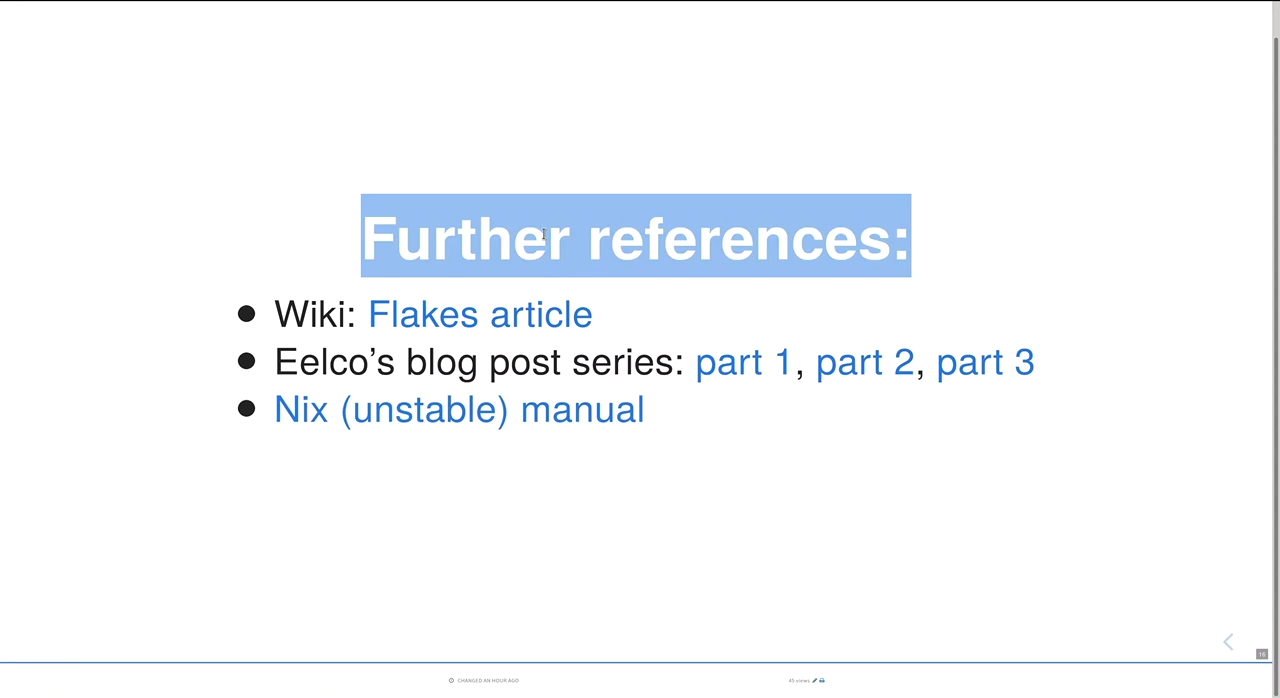 Further references:
Wiki: Flakes article
Eelco’s blog post series: part 1, part 2, part 3
Nix (unstable) manual
16
CHANGED AN HOUR AGO
45 views